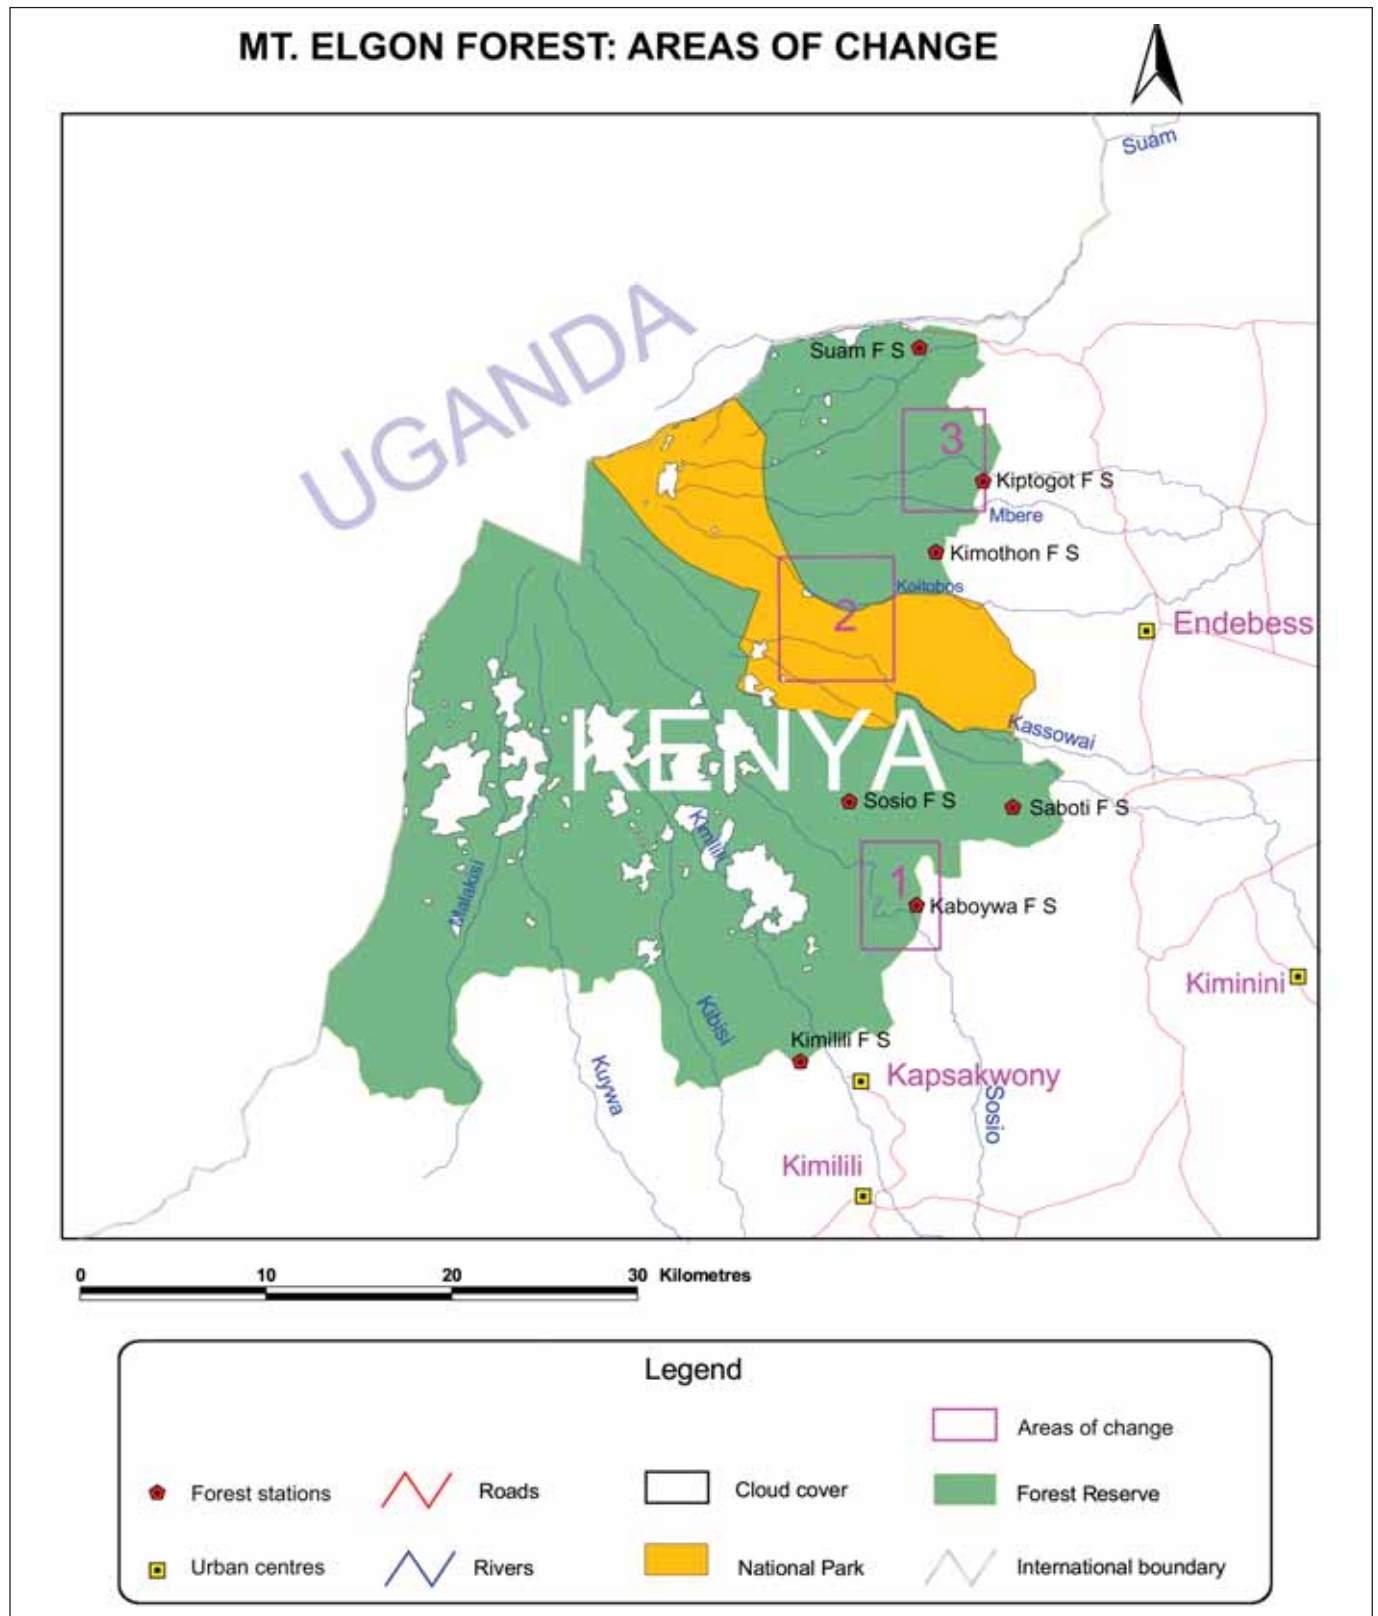 MT. ELGON FOREST: AREAS OF CHANGE
Suam
UGANDA
Suam F S
3
Kiptogot F S
Mbere
Kimothon F S
Koitobos
2
Endebess
KENYA
Kassowai
Sosio F S
Saboti F S
Kimilili
Malakisi
1
Kaboywa F S
Kiminini
Kibisi
Kimilili F S
Kuywa
Kapsakwony
Sosio
Kimilili
0 10 20 30 Kilometres
Legend
Areas of change
Forest stations
Roads
Cloud cover
Forest Reserve
Urban centres
Rivers
National Park
International boundary